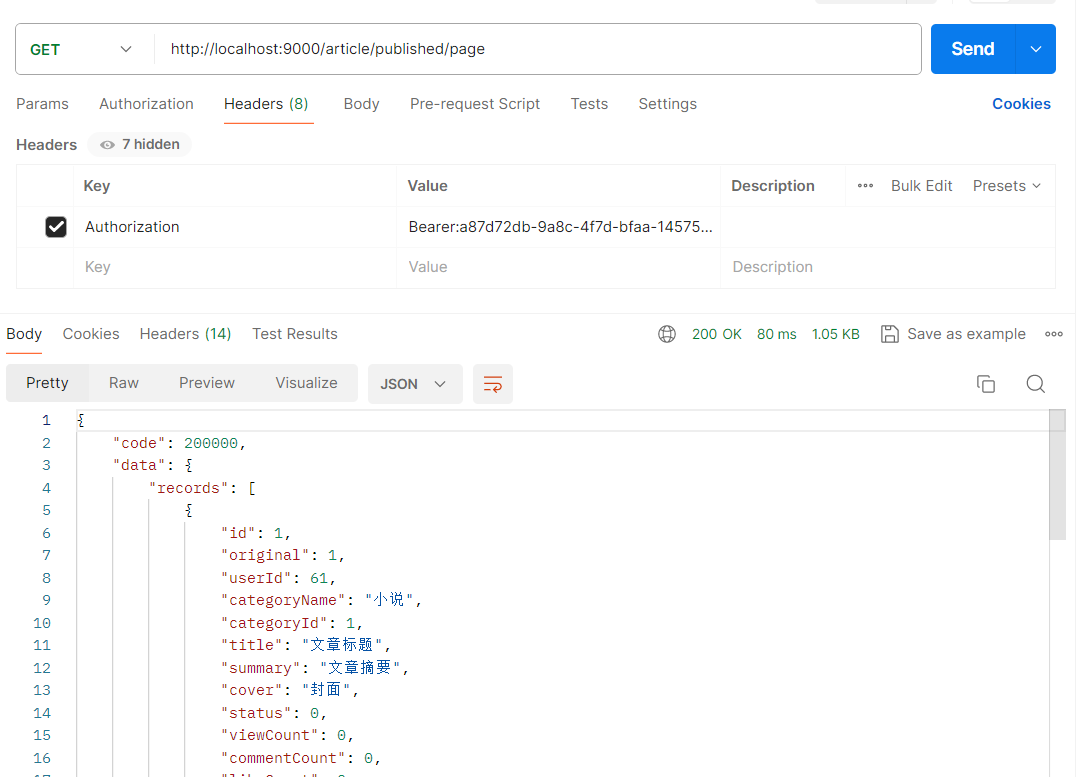 GET http://localhost:9000/article/published/page Send
Params Authorization Headers (8) Body Pre-request Script Tests Settings Cookies
Headers 7 hidden
Key Value Description Bulk Edit Presets
Authorization Bearer:a87d72db-9a8c-4f7d-bfaa-14575...
Key Value Description
Body Cookies Headers (14) Test Results 200 OK 80 ms 1.05 KB Save as example
Pretty Raw Preview Visualize JSON
1 {
2 "code": 200000,
3 "data": {
4 "records": [
5 {
6 "id": 1,
7 "original": 1,
8 "userId": 61,
9 "categoryName": "小说",
10 "categoryId": 1,
11 "title": "文章标题",
12 "summary": "文章摘要",
13 "cover": "封面",
14 "status": 0,
15 "viewCount": 0,
16 "commentCount": 0,